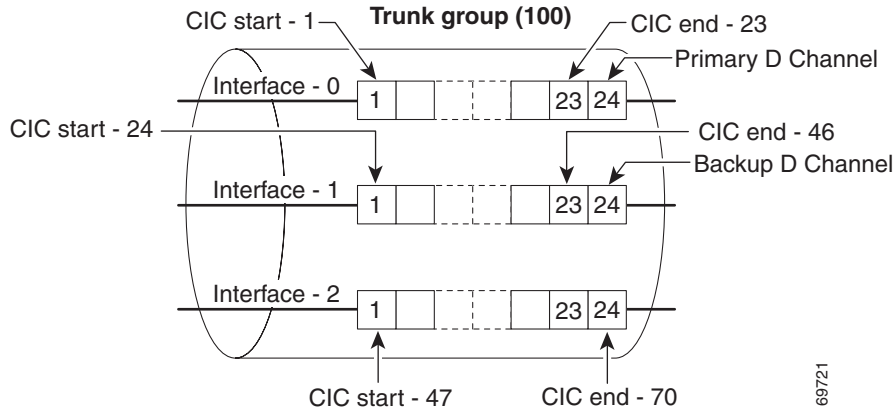 Trunk group (100)
CIC start - 1
CIC end - 23
Primary D Channel
Interface - 0
1
23
24
CIC start - 24
CIC end - 46
Backup D Channel
Interface - 1
1
23
24
Interface - 2
1
23
24
CIC start - 47
CIC end - 70
69721